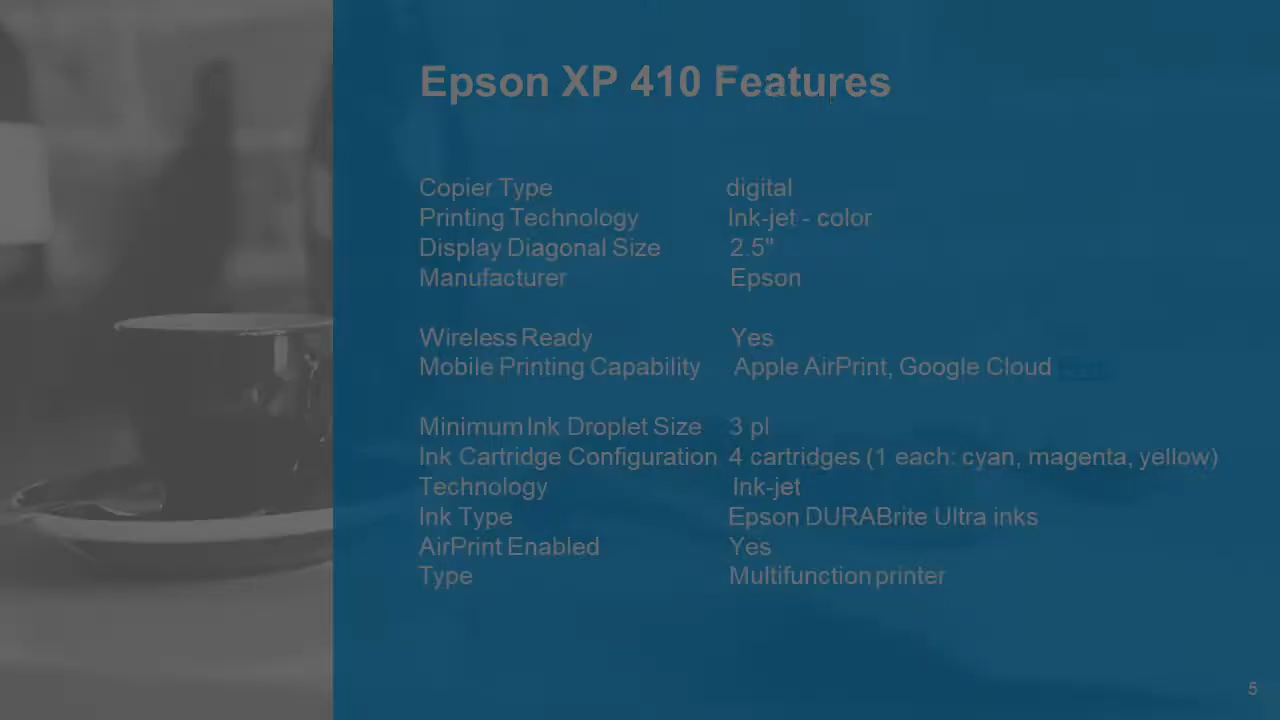 Epson XP 410 Features
Copier Type digital
Printing Technology Ink-jet - color
Display Diagonal Size 2.5"
Manufacturer Epson
Wireless Ready Yes
Mobile Printing Capability Apple AirPrint, Google Cloud
Minimum Ink Droplet Size 3 pl
Ink Cartridge Configuration 4 cartridges (1 each: cyan, magenta, yellow)
Technology Ink-jet
Ink Type Epson DURABrite Ultra inks
AirPrint Enabled Yes
Type Multifunction printer
5